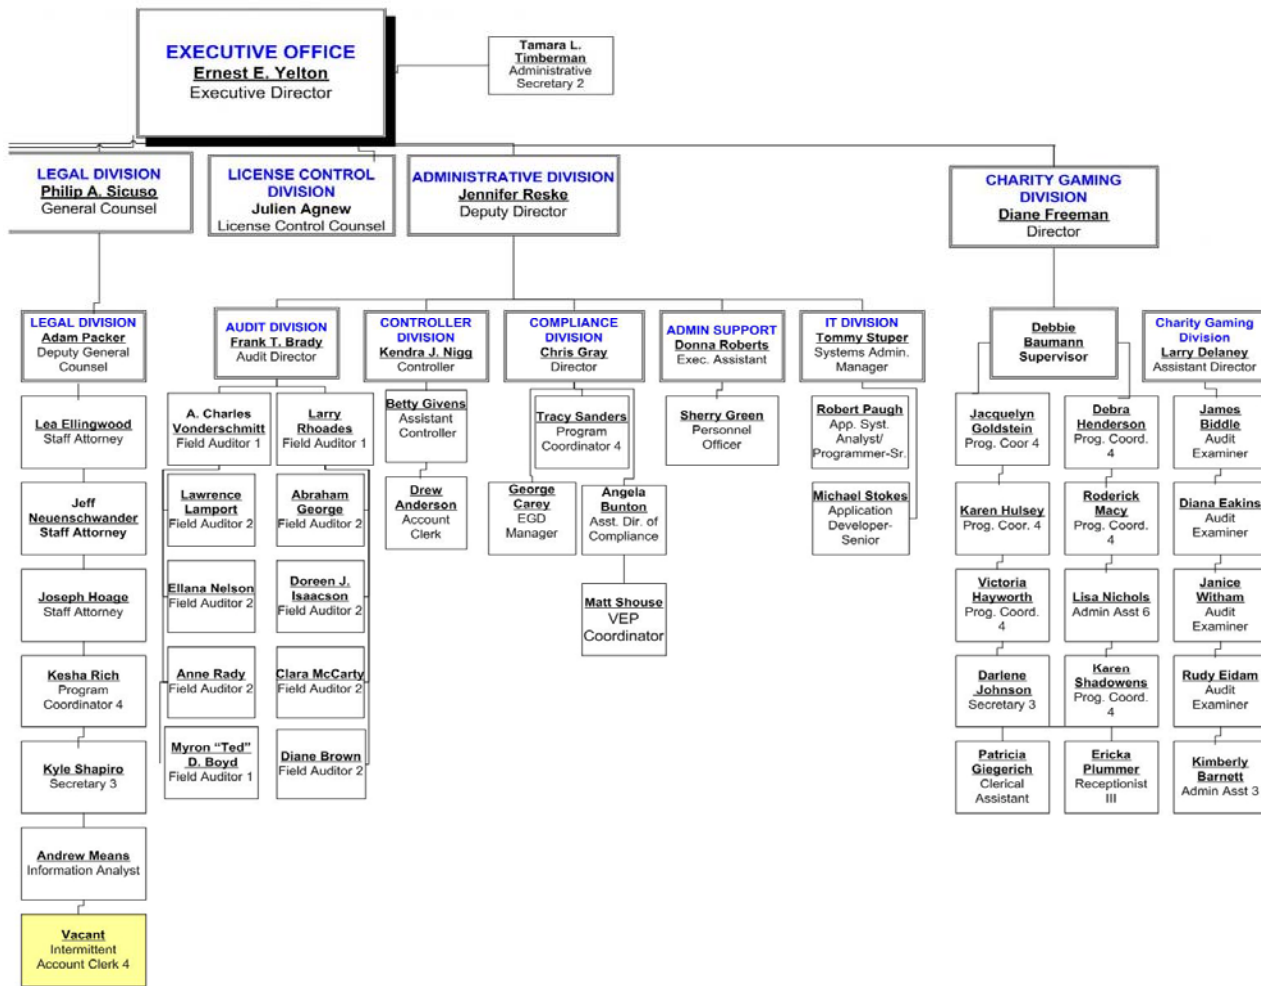 EXECUTIVE OFFICE
Ernest E. Yelton
Executive Director
Tamara L.
Timberman
Administrative
Secretary 2
LEGAL DIVISION
Philip A. Sicuso
General Counsel
LICENSE CONTROL
DIVISION
Julien Agnew
License Control Counsel
ADMINISTRATIVE DIVISION
Jennifer Reske
Deputy Director
CHARITY GAMING
DIVISION
Diane Freeman
Director
LEGAL DIVISION
Adam Packer
Deputy General
Counsel
AUDIT DIVISION
Frank T. Brady
Audit Director
CONTROLLER
DIVISION
Kendra J. Nigg
Controller
COMPLIANCE
DIVISION
Chris Gray
Director
ADMIN SUPPORT
Donna Roberts
Exec. Assistant
IT DIVISION
Tommy Stuper
Systems Admin.
Manager
Debbie
Baumann
Supervisor
Charity Gaming
Division
Larry Delaney
Assistant Director
Lea Ellingwood
Staff Attorney
A. Charles
Vonderschmitt
Field Auditor 1
Larry
Rhoades
Field Auditor 1
Betty Givens
Assistant
Controller
Tracy Sanders
Program
Coordinator 4
Sherry Green
Personnel
Officer
Robert Paugh
App. Syst.
Analyst/
Programmer-Sr.
Jacquelyn
Goldstein
Prog. Coor 4
Debra
Henderson
Prog. Coord.
4
James
Biddle
Audit
Examiner
Jeff
Neuenschwander
Staff Attorney
Lawrence
Lamport
Field Auditor 2
Abraham
George
Field Auditor 2
Drew
Anderson
Account
Clerk
George
Carey
EGD
Manager
Angela
Bunton
Asst. Dir. of
Compliance
Michael Stokes
Application
Developer-
Senior
Karen Hulsey
Prog. Coor. 4
Roderick
Macy
Prog. Coord.
4
Diana Eakins
Audit
Examiner
Joseph Hoage
Staff Attorney
Ellana Nelson
Field Auditor 2
Doreen J.
Isaacson
Field Auditor 2
Matt Shouse
VEP
Coordinator
Victoria
Hayworth
Prog. Coord.
4
Lisa Nichols
Admin Asst 6
Janice
Witham
Audit
Examiner
Kesha Rich
Program
Coordinator 4
Anne Rady
Field Auditor 2
Clara McCarty
Field Auditor 2
Darlene
Johnson
Secretary 3
Karen
Shadowens
Prog. Coord.
4
Rudy Eidam
Audit
Examiner
Kyle Shapiro
Secretary 3
Myron “Ted”
D. Boyd
Field Auditor 1
Diane Brown
Field Auditor 2
Patricia
Giegerich
Clerical
Assistant
Ericka
Plummer
Receptionist
III
Kimberly
Barnett
Admin Asst 3
Andrew Means
Information Analyst
Vacant
Intermittent
Account Clerk 4